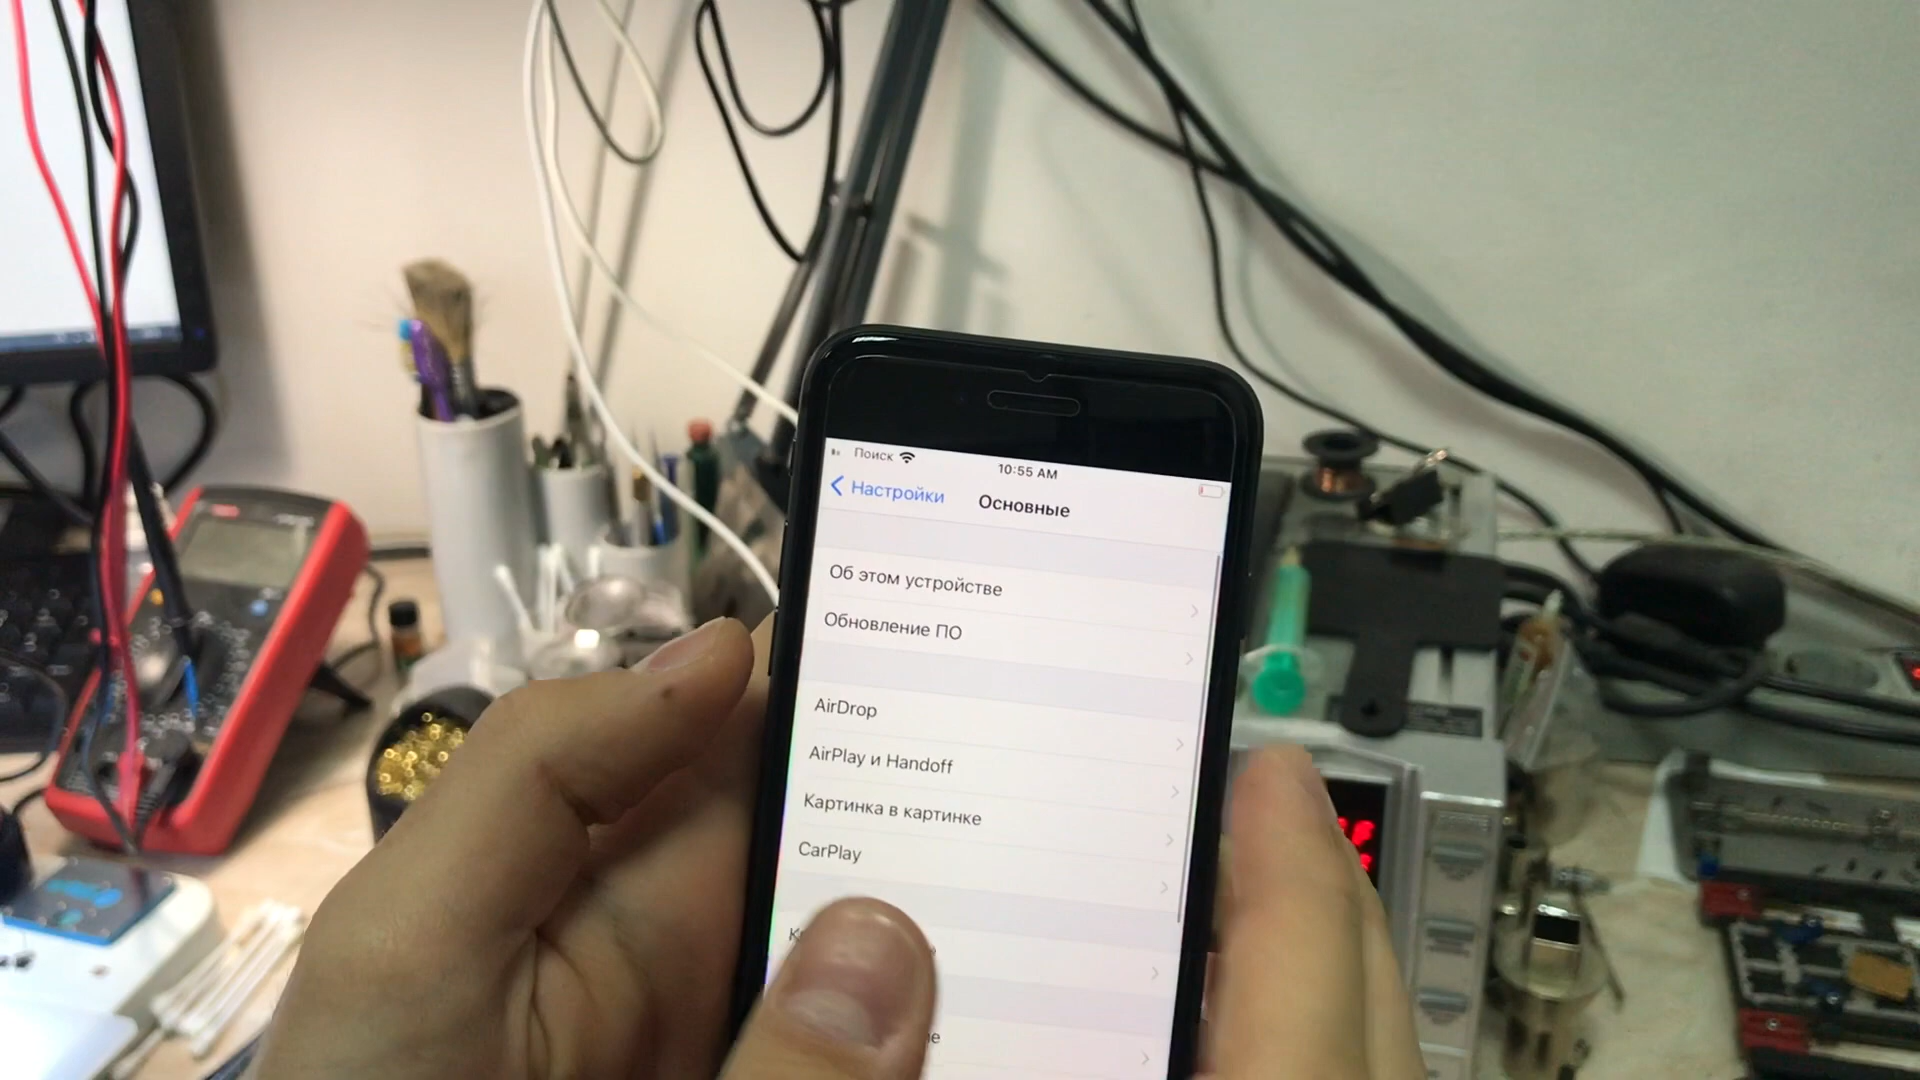 Поиск
10:55 AM
Настройки
Основные
Об этом устройстве
Обновление ПО
AirDrop
AirPlay и Handoff
Картинка в картинке
CarPlay